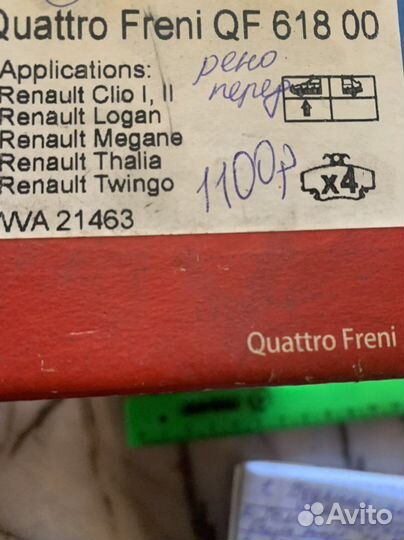 Quattro Freni QF 618 00
Applications:
Renault Clio I, II
Renault Logan
Renault Megane
Renault Thalia
Renault Twingo
WVA 21463
рено
перед
1100р
x4
Quattro Freni
Avito